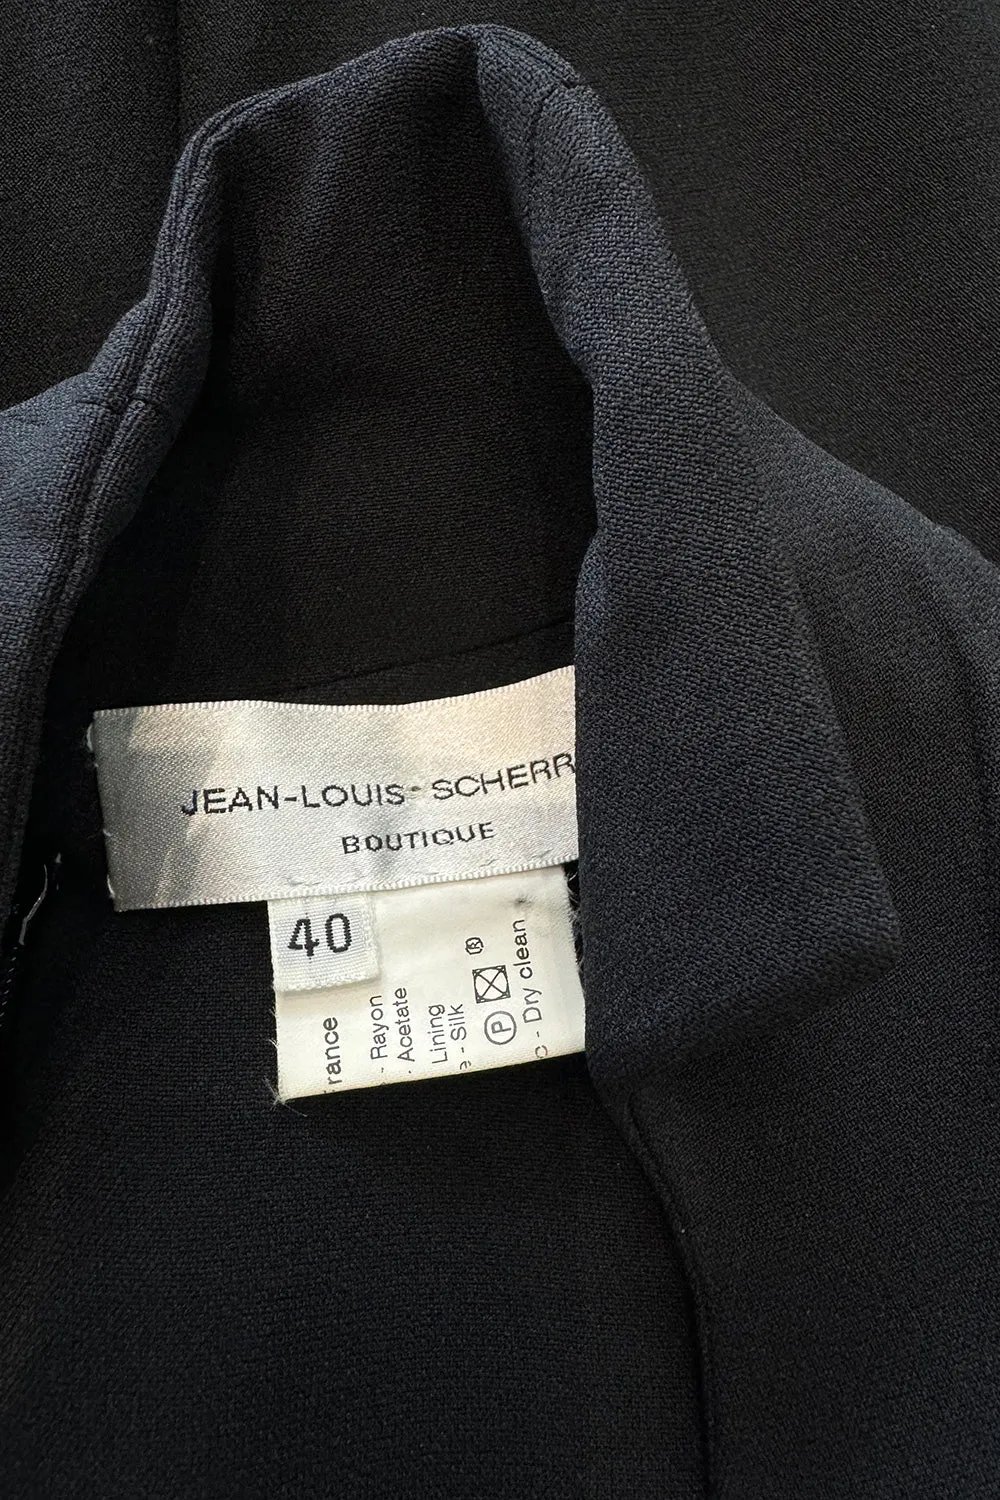 JEAN-LOUIS SCHERR
BOUTIQUE
40
rance
- Rayon
Acetate
Lining
e - Silk
P
®
c - Dry clean